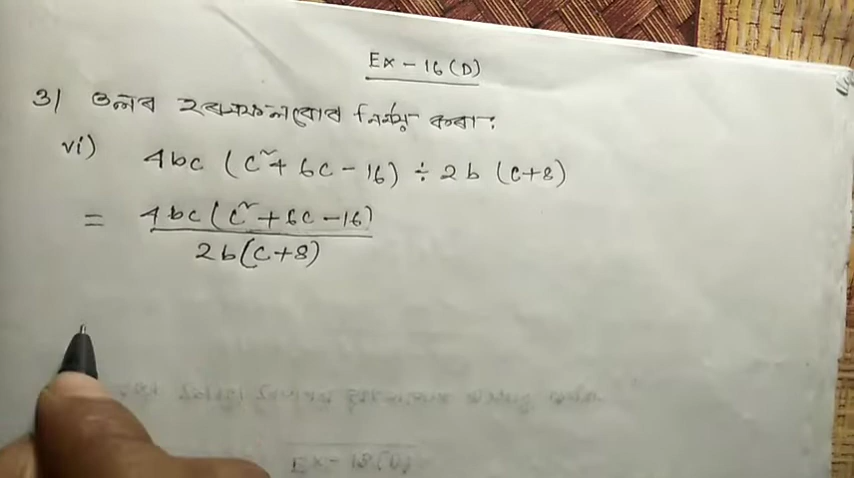 Ex - 16 (D)
3| তলৰ হৰণফলবোৰ নিৰ্ণয় কৰা:
vi) 4bc (c² + 6c - 16) ÷ 2b (c+8)
= 4bc (c² + 6c - 16)
2b (c+8)